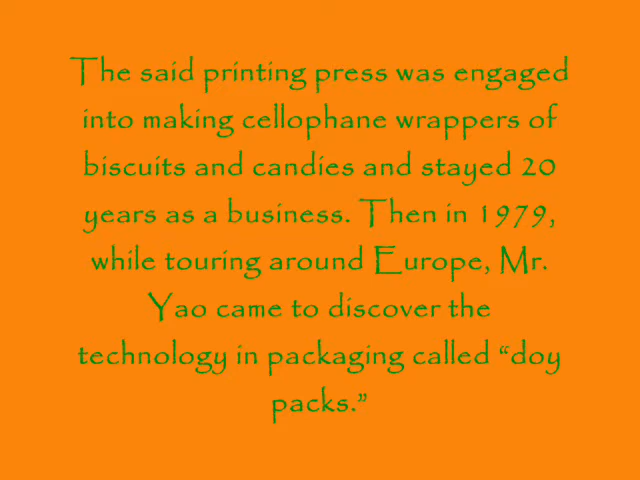 The said printing press was engaged
into making cellophane wrappers of
biscuits and candies and stayed 20
years as a business. Then in 1979,
while touring around Europe, Mr.
Yao came to discover the
technology in packaging called “doy
packs.”